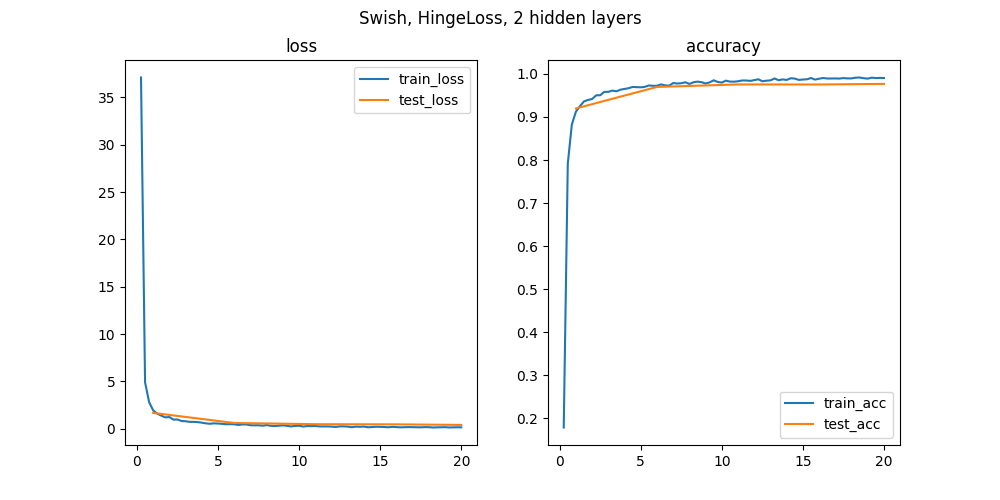 Swish, HingeLoss, 2 hidden layers
loss
train_loss
test_loss
35
30
25
20
15
10
5
0
0 5 10 15 20
accuracy
1.0
0.9
0.8
0.7
0.6
0.5
0.4
0.3
0.2
train_acc
test_acc
0 5 10 15 20